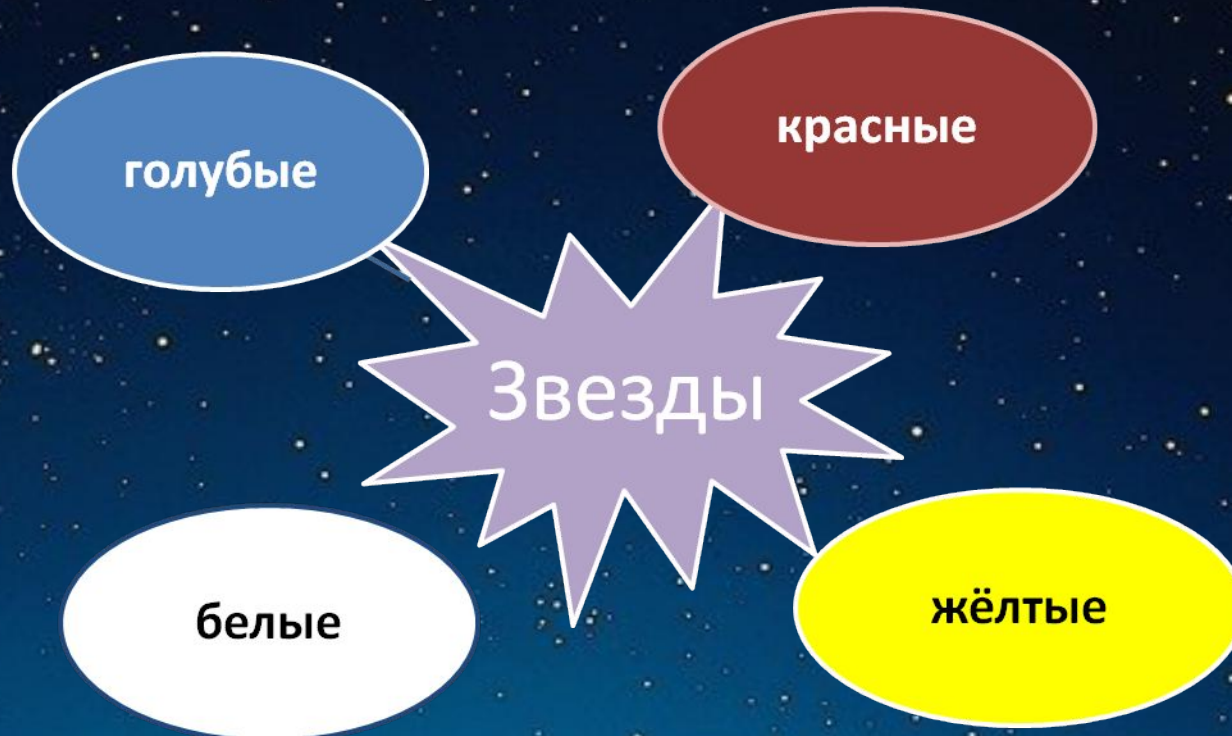 голубые
красные
Звезды
белые
жёлтые